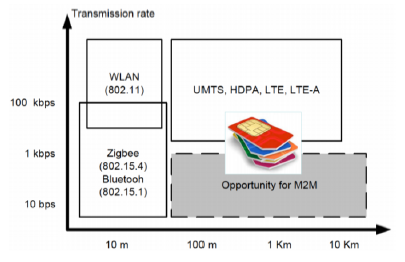 Transmission rate
WLAN
(802.11)
UMTS, HDPA, LTE, LTE-A
100 kbps
1 kbps
Zigbee
(802.15.4)
Bluetooh
(802.15.1)
Opportunity for M2M
10 bps
10 m
100 m
1 Km
10 Km